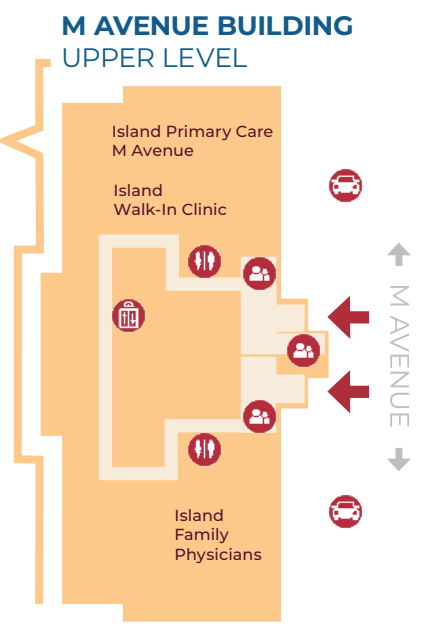 M AVENUE BUILDING
UPPER LEVEL
Island Primary Care
M Avenue
Island
Walk-In Clinic
M AVENUE
Island
Family
Physicians